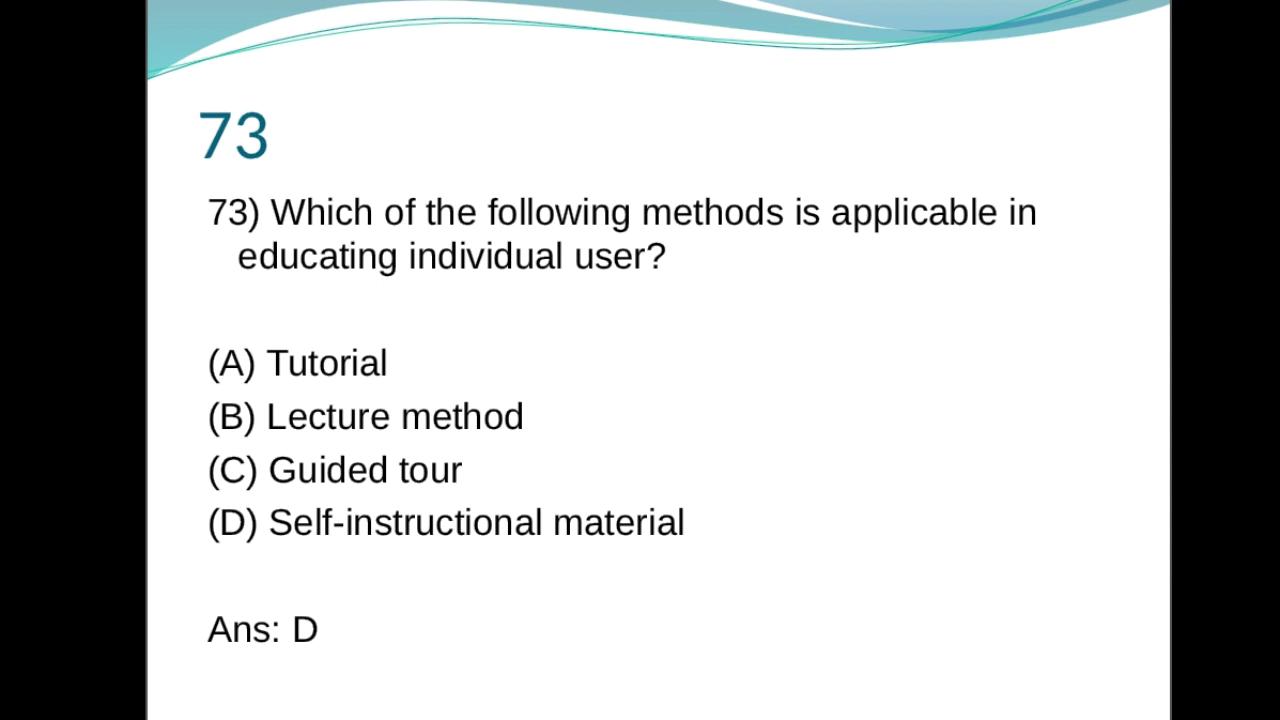 73
73) Which of the following methods is applicable in
educating individual user?
(A) Tutorial
(B) Lecture method
(C) Guided tour
(D) Self-instructional material
Ans: D